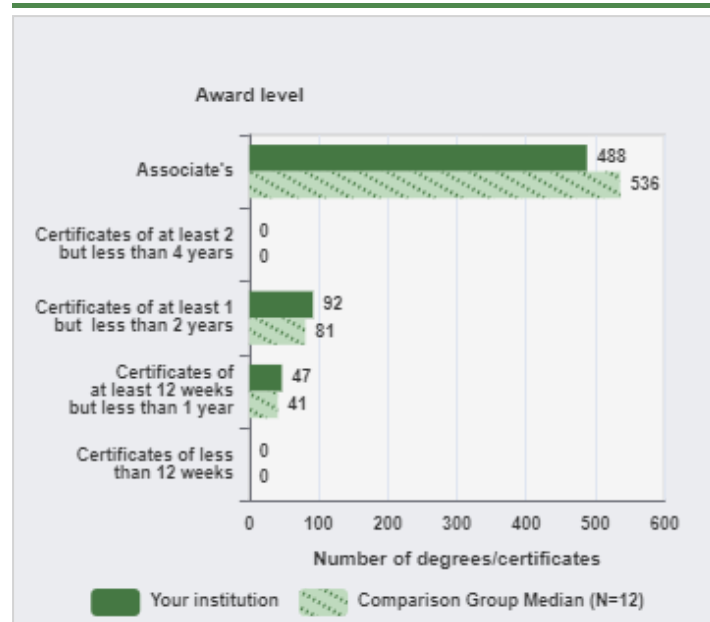 Award level
Associate's
488
536
Certificates of at least 2
but less than 4 years
0
0
Certificates of at least 1
but less than 2 years
92
81
Certificates of
at least 12 weeks
but less than 1 year
47
41
Certificates of less
than 12 weeks
0
0
0 100 200 300 400 500 600
Number of degrees/certificates
Your institution Comparison Group Median (N=12)